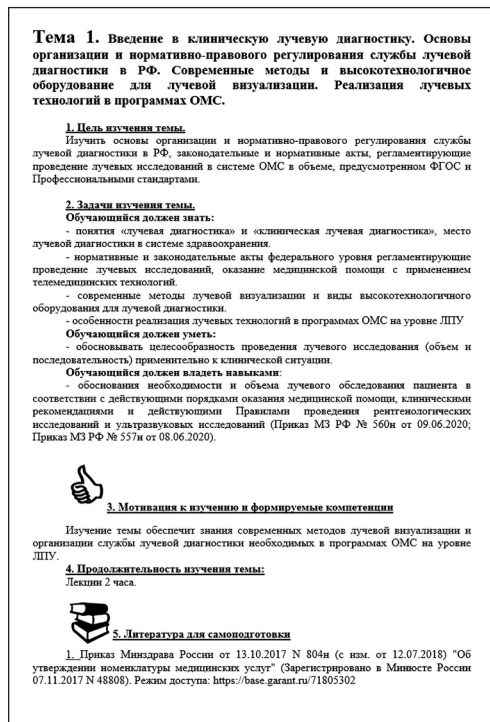 Тема 1. Введение в клиническую лучевую диагностику. Основы
организации и нормативно-правового регулирования службы лучевой
диагностики в РФ. Современные методы и высокотехнологичное
оборудование для лучевой визуализации. Реализация лучевых
технологий в программах ОМС.
1. Цель изучения темы.
Изучить основы организации и нормативно-правового регулирования службы
лучевой диагностики в РФ, законодательные и нормативные акты, регламентирующие
проведение лучевых исследований в системе ОМС в объеме, предусмотренном ФГОС и
Профессиональными стандартами.
2. Задачи изучения темы.
Обучающийся должен знать:
- понятия «лучевая диагностика» и «клиническая лучевая диагностика», место
лучевой диагностики в системе здравоохранения.
- нормативные и законодательные акты федерального уровня регламентирующие
проведение лучевых исследований, оказание медицинской помощи с применением
телемедицинских технологий.
- современные методы лучевой визуализации и виды высокотехнологичного
оборудования для лучевой диагностики.
- особенности реализация лучевых технологий в программах ОМС на уровне ЛПУ
Обучающийся должен уметь:
- обосновывать целесообразность проведения лучевого исследования (объем и
последовательность) применительно к клинической ситуации.
Обучающийся должен владеть навыками:
- обоснования необходимости и объема лучевого обследования пациента в
соответствии с действующими порядками оказания медицинской помощи, клиническими
рекомендациями и действующими Правилами проведения рентгенологических
исследований и ультразвуковых исследований (Приказ МЗ РФ № 560н от 09.06.2020;
Приказ МЗ РФ № 557н от 08.06.2020).
3. Мотивация к изучению и формируемые компетенции
Изучение темы обеспечит знания современных методов лучевой визуализации и
организации службы лучевой диагностики необходимых в программах ОМС на уровне
ЛПУ.
4. Продолжительность изучения темы:
Лекции 2 часа.
5. Литература для самоподготовки
1. Приказ Минздрава России от 13.10.2017 N 804н (с изм. от 12.07.2018) "Об
утверждении номенклатуры медицинских услуг" (Зарегистрировано в Минюсте России
07.11.2017 N 48808). Режим доступа: https://base.garant.ru/71805302